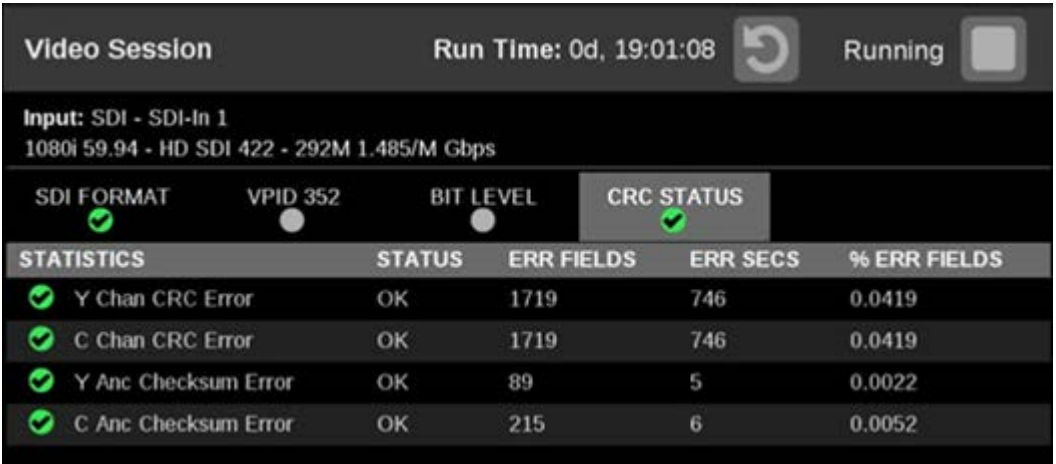 Video Session Run Time: 0d, 19:01:08 Running
Input: SDI - SDI-In 1
1080i 59.94 - HD SDI 422 - 292M 1.485/M Gbps
SDI FORMAT VPID 352 BIT LEVEL CRC STATUS
STATISTICS STATUS ERR FIELDS ERR SECS % ERR FIELDS
Y Chan CRC Error OK 1719 746 0.0419
C Chan CRC Error OK 1719 746 0.0419
Y Anc Checksum Error OK 89 5 0.0022
C Anc Checksum Error OK 215 6 0.0052